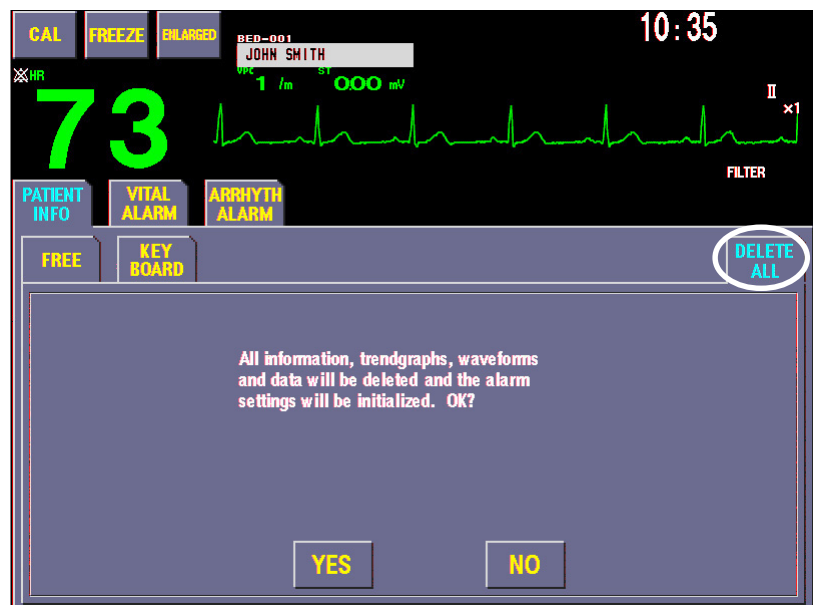 CAL FREEZE ENLARGED
BED-001
10:35
JOHN SMITH
HR
VPC 1 /m ST 0.00 mV
73
II
×1
FILTER
PATIENT INFO
VITAL ALARM
ARRHYTH ALARM
FREE
KEY BOARD
DELETE ALL
All information, trendgraphs, waveforms
and data will be deleted and the alarm
settings will be initialized. OK?
YES NO